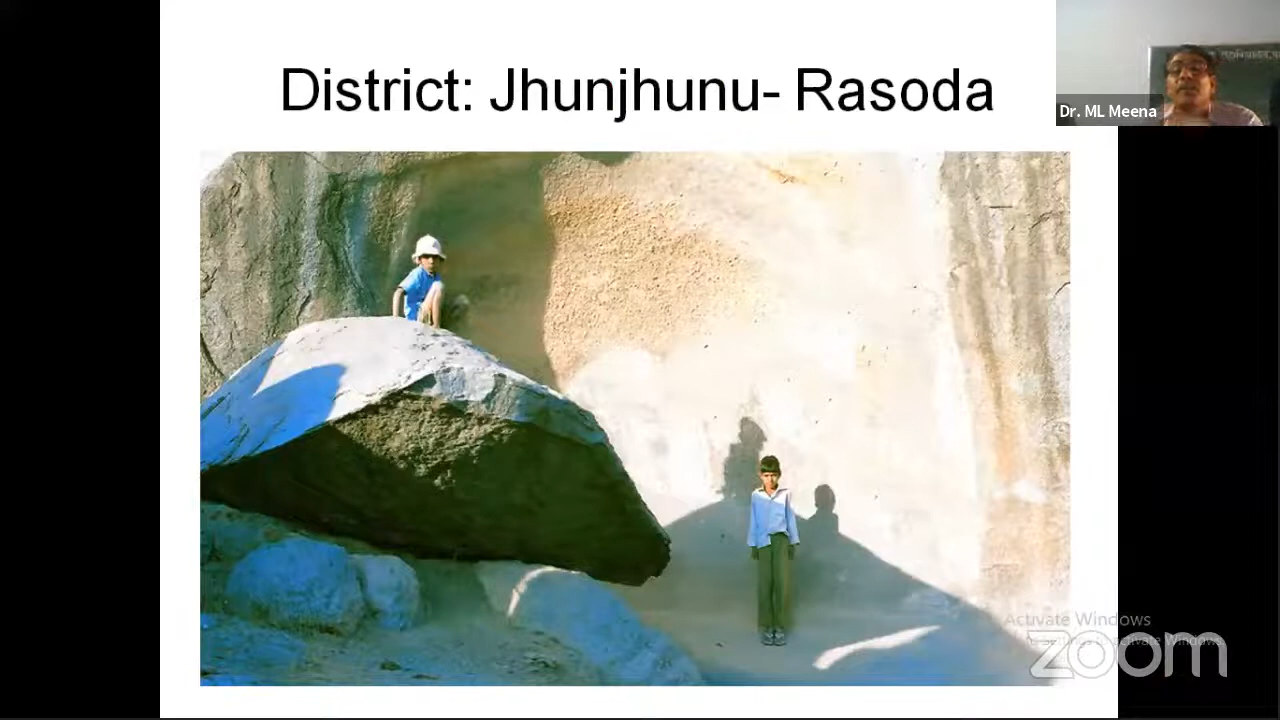 District: Jhunjhunu- Rasoda
Dr. ML Meena
Activate Windows
zoom